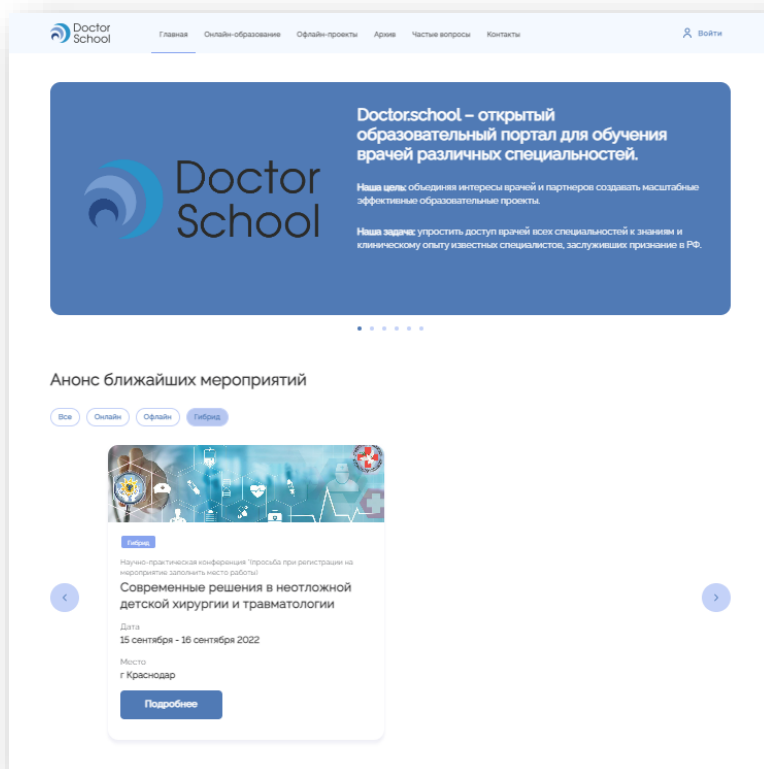 Doctor
School
Главная Онлайн-образование Офлайн-проекты Архив Частые вопросы Контакты Войти
Doctor
School
Doctor.school – открытый
образовательный портал для обучения
врачей различных специальностей.
Наша цель: объединяя интересы врачей и партнеров создавать масштабные
эффективные образовательные проекты.
Наша задача: упростить доступ врачей всех специальностей к знаниям и
клиническому опыту известных специалистов, заслуживших признание в РФ.
Анонс ближайших мероприятий
Все Онлайн Офлайн Гибрид
Гибрид
Научно-практическая конференция !(просьба при регистрации на
мероприятие заполнить место работы)
Современные решения в неотложной
детской хирургии и травматологии
Дата
15 сентября - 16 сентября 2022
Место
г Краснодар
Подробнее